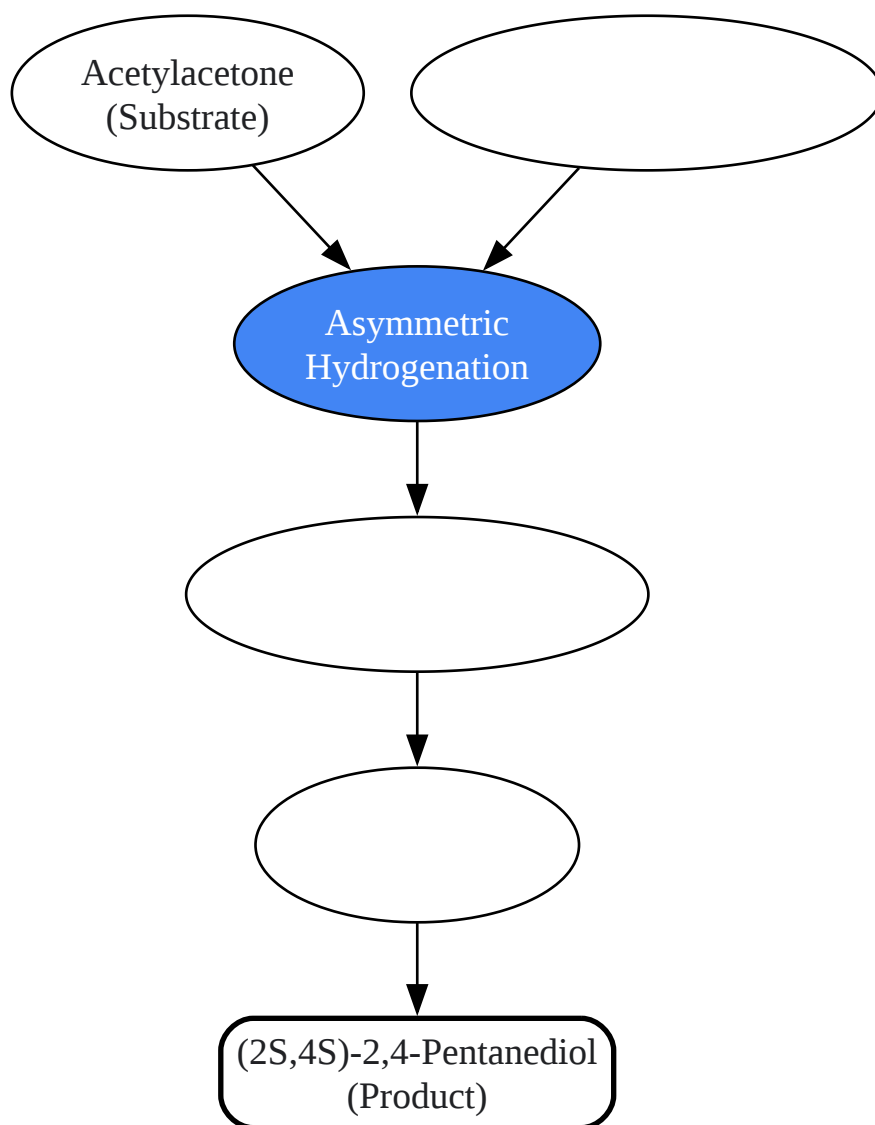 Acetylacetone
(Substrate)
Asymmetric
Hydrogenation
(2S,4S)-2,4-Pentanediol
(Product)